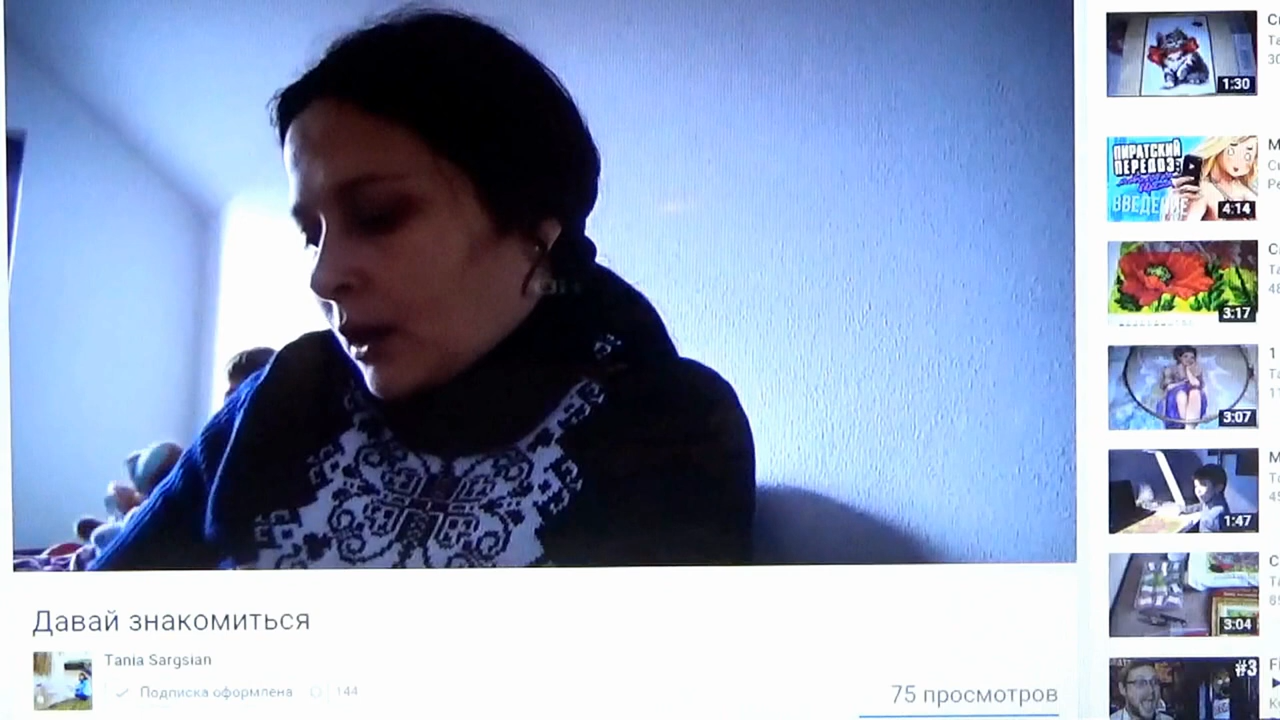 Давай знакомиться
Tania Sargsian
Подписка оформлена 144
75 просмотров
1:30
ПИРАТСКИЙ
ПЕРЕДОЗ:
ВВЕДЕНИЕ
4:14
3:17
3:07
1:47
3:04
#3